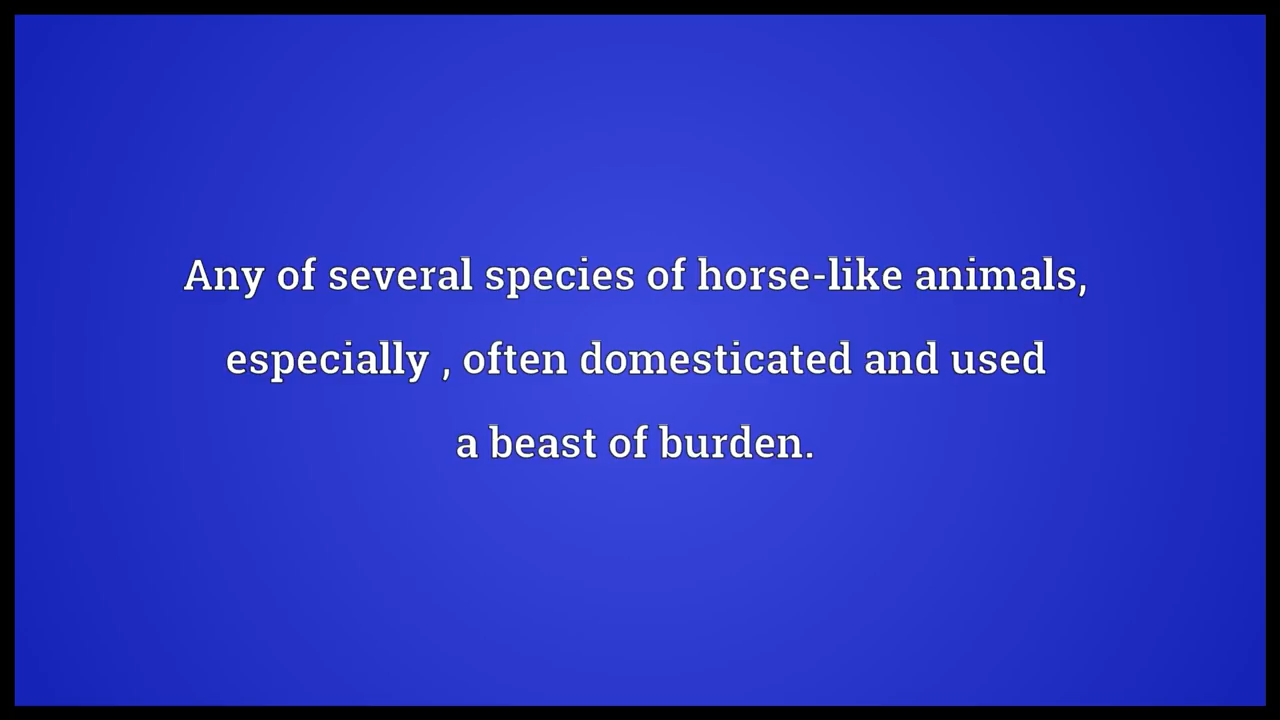 Any of several species of horse-like animals,
especially , often domesticated and used
a beast of burden.